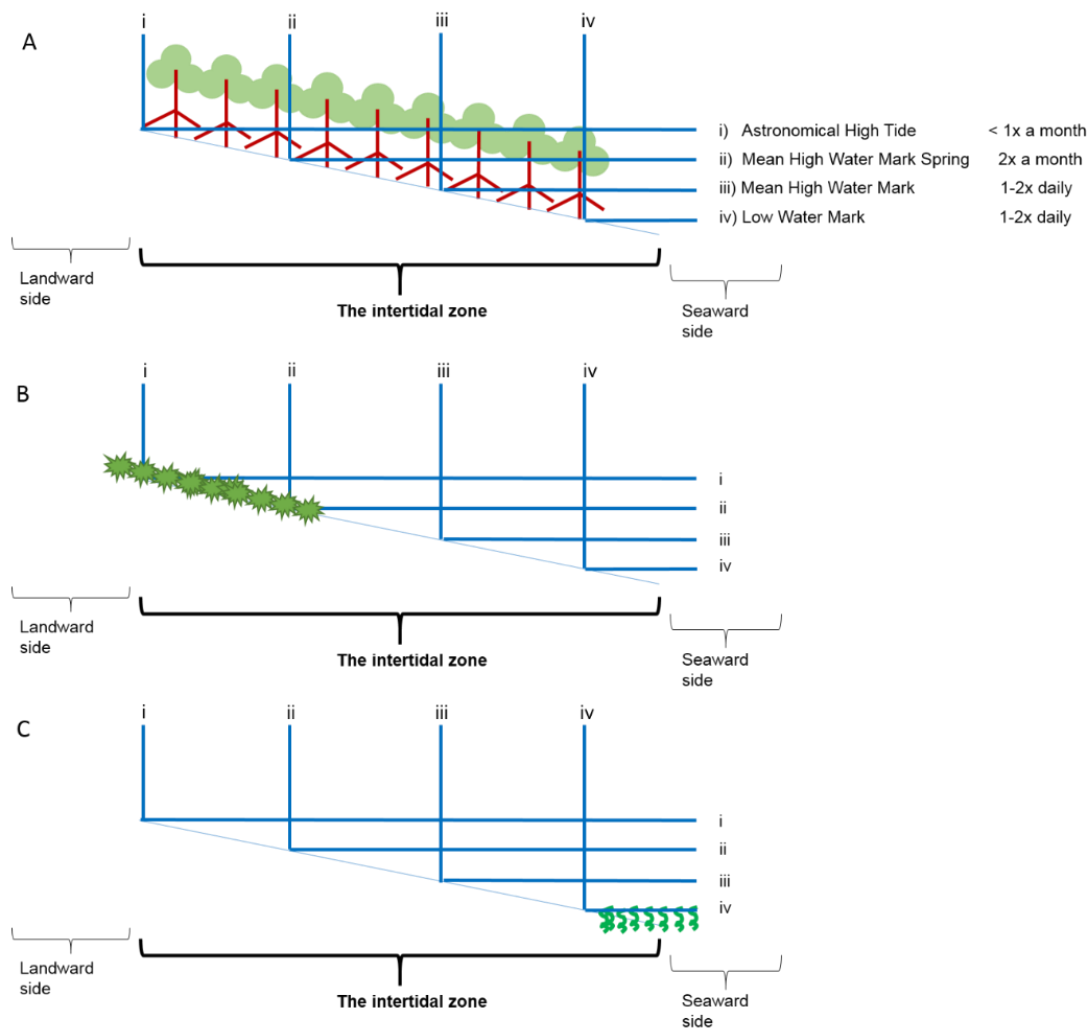 A
i ii iii iv
i) Astronomical High Tide < 1x a month
ii) Mean High Water Mark Spring 2x a month
iii) Mean High Water Mark 1-2x daily
iv) Low Water Mark 1-2x daily
Landward
side
The intertidal zone
Seaward
side
B
i ii iii iv
i
ii
iii
iv
Landward
side
The intertidal zone
Seaward
side
C
i ii iii iv
i
ii
iii
iv
Landward
side
The intertidal zone
Seaward
side